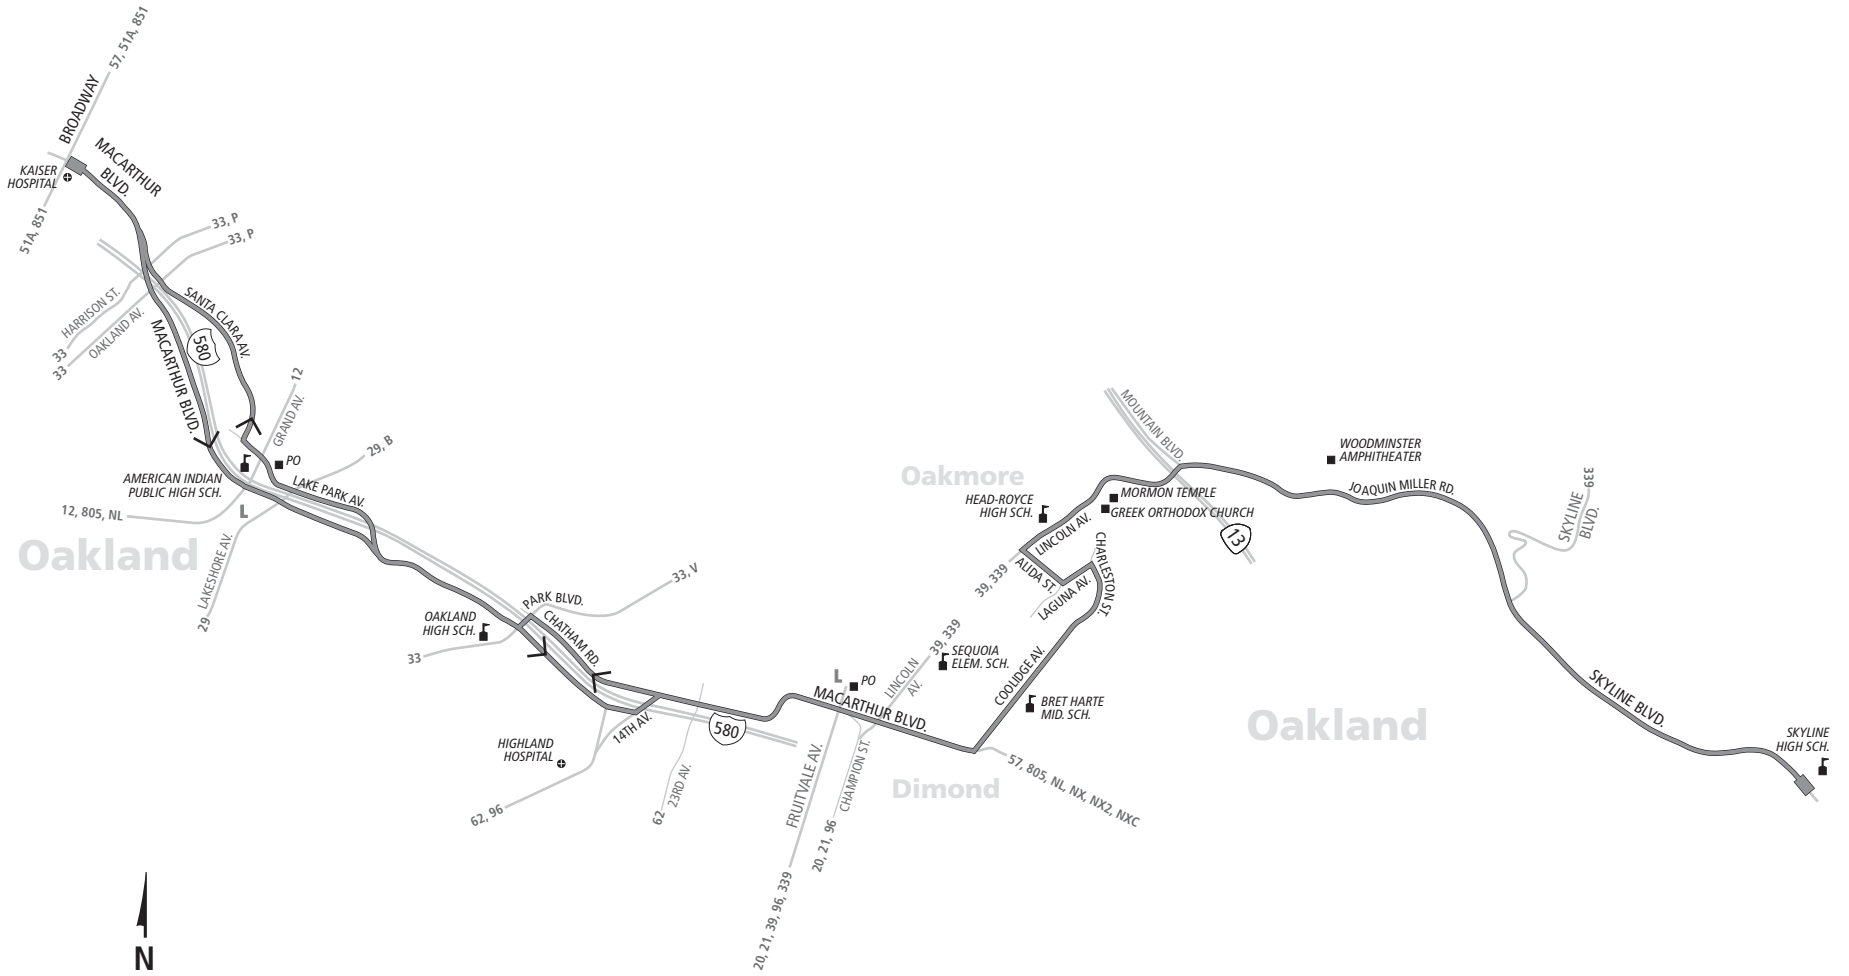 57, 51A, 851
BROADWAY
MACARTHUR
BLVD.
KAISER
HOSPITAL
51A, 851
33, P
33, P
HARRISON ST.
OAKLAND AV.
33
33
SANTA CLARA AV.
580
MACARTHUR BLVD.
12
GRAND AV.
29, B
PO
AMERICAN INDIAN
PUBLIC HIGH SCH.
LAKE PARK AV.
12, 805, NL
L
Oakland
LAKESHORE AV.
29
PARK BLVD.
33, V
CHATHAM RD.
OAKLAND
HIGH SCH.
33
14TH AV.
HIGHLAND
HOSPITAL
62, 96
580
23RD AV.
62
L
PO
MACARTHUR BLVD.
LINCOLN
AV.
39, 339
SEQUOIA
ELEM. SCH.
FRUITVALE AV.
CHAMPION ST.
20, 21, 96
20, 21, 39, 96, 339
Dimond
57, 805, NL, NX, NX2, NXC
COOLIDGE AV.
BRET HARTE
MID. SCH.
CHARLESTON ST.
LAGUNA AV.
ALIDA ST.
39, 339
LINCOLN AV.
HEAD-ROYCE
HIGH SCH.
Oakmore
MORMON TEMPLE
GREEK ORTHODOX CHURCH
MOUNTAIN BLVD.
13
WOODMINSTER
AMPHITHEATER
JOAQUIN MILLER RD.
339
SKYLINE
BLVD.
Oakland
SKYLINE BLVD.
SKYLINE
HIGH SCH.
N